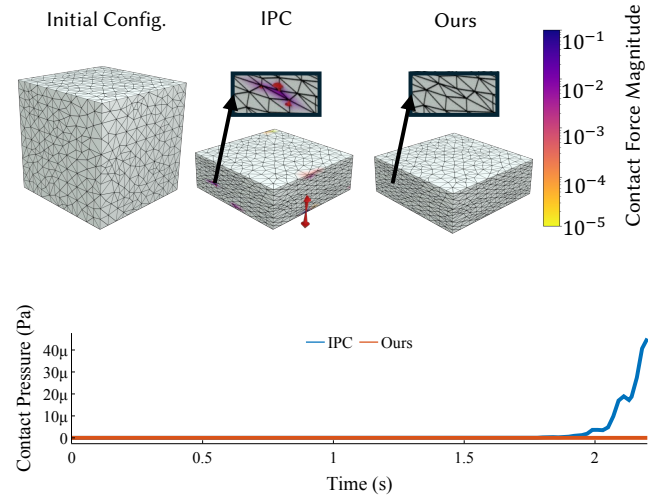 Initial Config.
IPC
Ours
10⁻¹
10⁻²
10⁻³
10⁻⁴
10⁻⁵
Contact Force Magnitude
Contact Pressure (Pa)
40μ
30μ
20μ
10μ
0
IPC
Ours
0
0.5
1
1.5
2
Time (s)